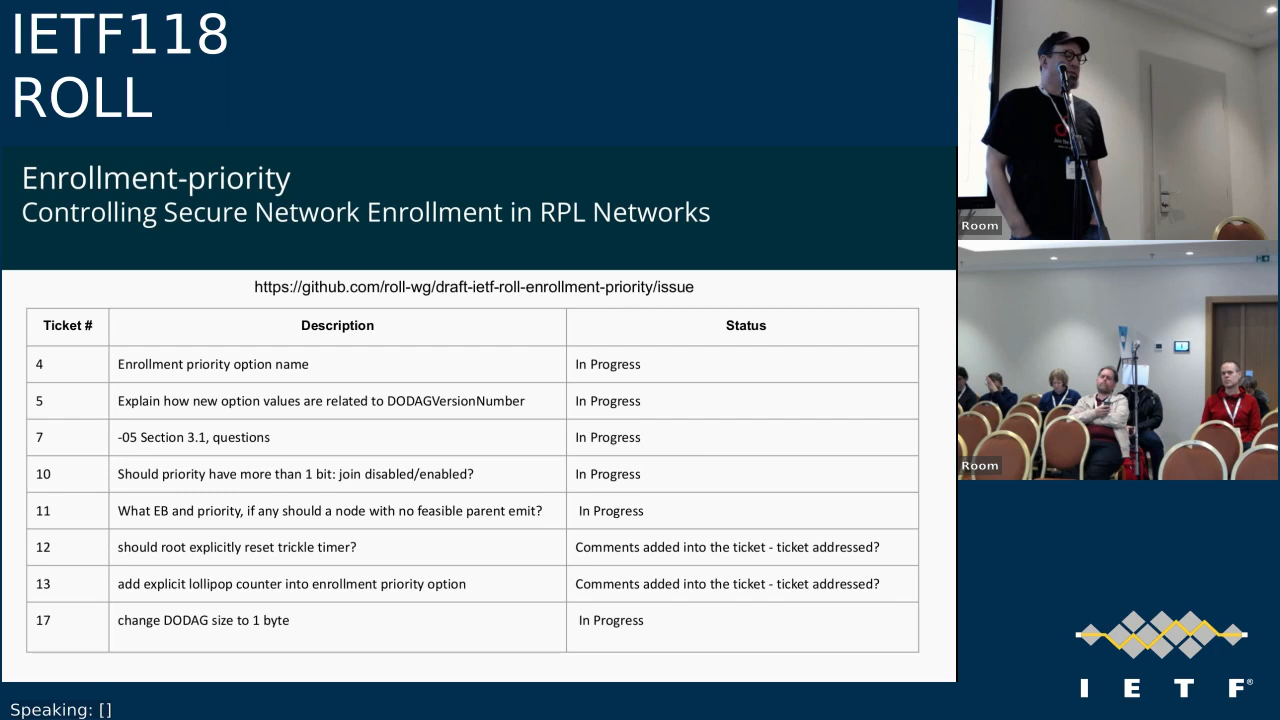 IETF118
ROLL
Enrollment-priority
Controlling Secure Network Enrollment in RPL Networks
https://github.com/roll-wg/draft-ietf-roll-enrollment-priority/issue
Ticket # Description Status
4 Enrollment priority option name In Progress
5 Explain how new option values are related to DODAGVersionNumber In Progress
7 -05 Section 3.1, questions In Progress
10 Should priority have more than 1 bit: join disabled/enabled? In Progress
11 What EB and priority, if any should a node with no feasible parent emit? In Progress
12 should root explicitly reset trickle timer? Comments added into the ticket - ticket addressed?
13 add explicit lollipop counter into enrollment priority option Comments added into the ticket - ticket addressed?
17 change DODAG size to 1 byte In Progress
Room
Room
I E T F®
Speaking: []